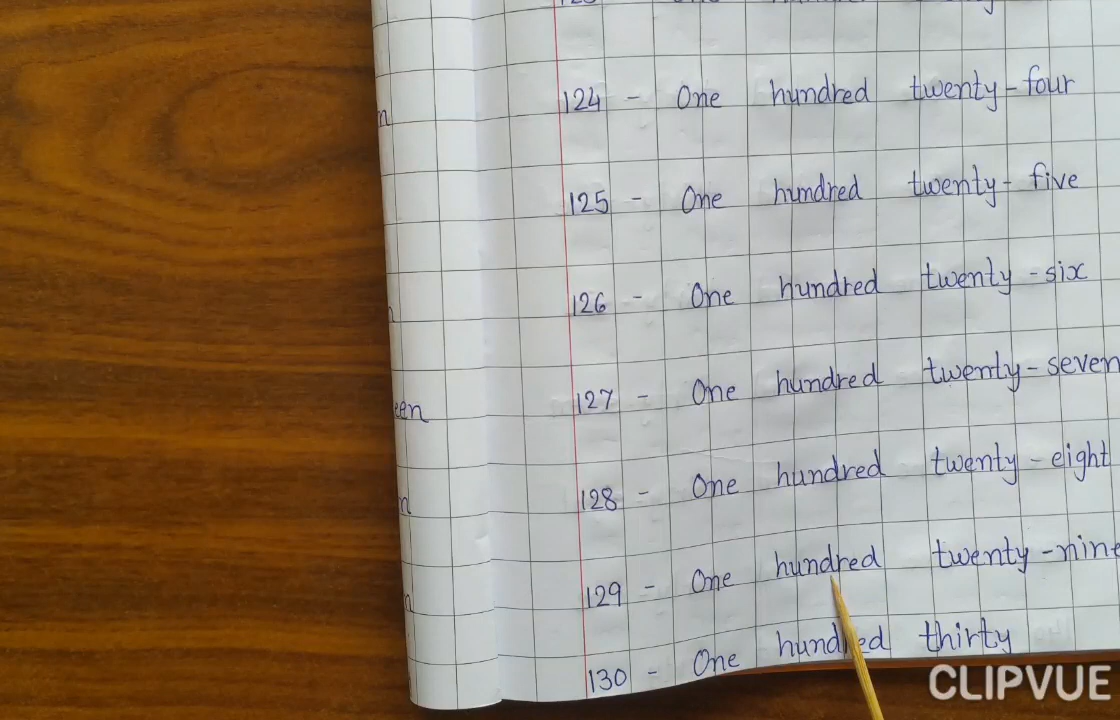 124 - One hundred twenty-four
125 - One hundred twenty-five
126 - One hundred twenty-six
127 - One hundred twenty-seven
128 - One hundred twenty-eight
129 - One hundred twenty-nine
130 - One hundred thirty
CLIPVUE